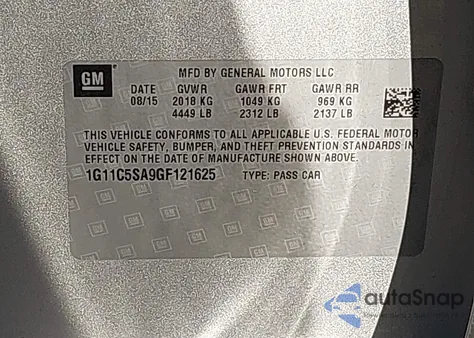 GM
MFD BY GENERAL MOTORS LLC
DATE GVWR GAWR FRT GAWR RR
08/15 2018 KG 1049 KG 969 KG
4449 LB 2312 LB 2137 LB
THIS VEHICLE CONFORMS TO ALL APPLICABLE U.S. FEDERAL MOTOR
VEHICLE SAFETY, BUMPER, AND THEFT PREVENTION STANDARDS IN
EFFECT ON THE DATE OF MANUFACTURE SHOWN ABOVE.
1G11C5SA9GF121625 TYPE: PASS CAR
autoSnap